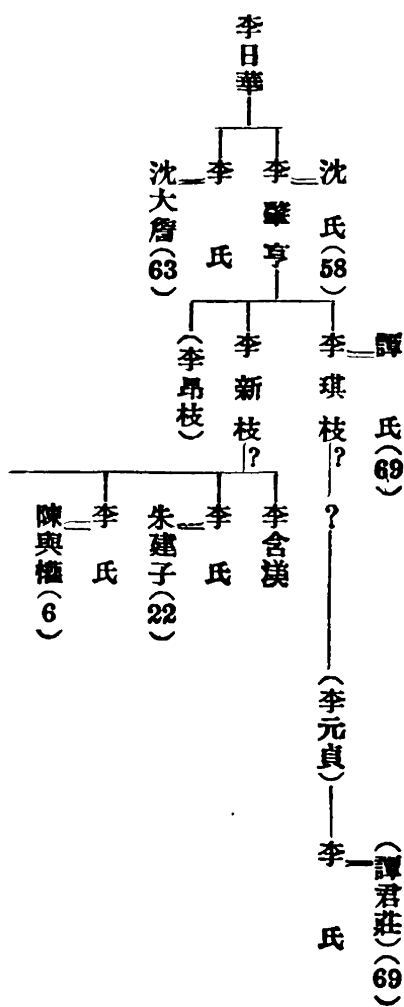 李日華
沈氏(58)
李肇亨
李氏
沈大詹(63)
譚氏(69)
李琪枝?
李新枝?
(李昂枝)
?
李含渼
李氏
朱建子(22)
李氏
陳與櫺(6)
(李元貞)
(譚君莊)(69)
李氏